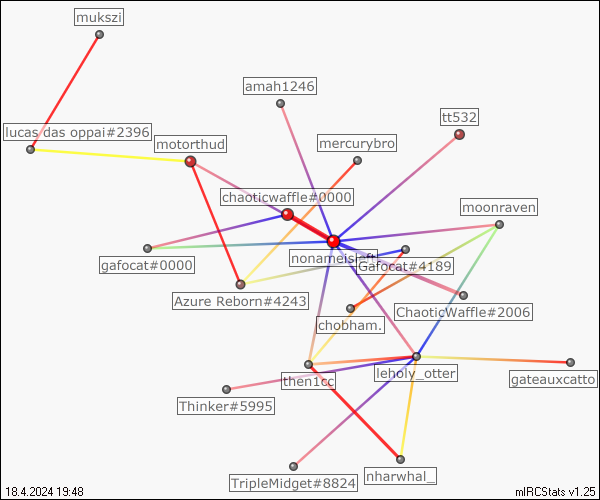 mukszi
amah1246
tt532
lucas das oppai#2396
motorthud
mercurybro
chaoticwaffle#0000
moonraven
nonameisleft
gafocat#0000
Gafocat#4189
Azure Reborn#4243
ChaoticWaffle#2006
chobham.
leholy_otter
then1cc
gateauxcatto
Thinker#5995
nharwhal_
TripleMidget#8824
18.4.2024 19:48
mIRCStats v1.25